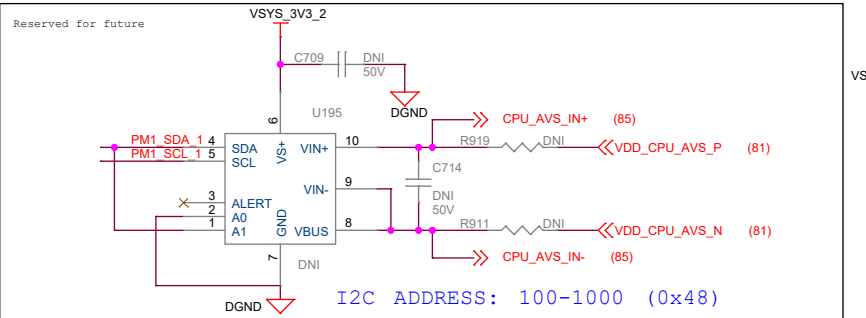 Reserved for future
VSYS_3V3_2
VS
C709
DNI
50V
DGND
U195
6
VS+
PM1_SDA_1
4
SDA
PM1_SCL_1
5
SCL
3
ALERT
2
A0
1
A1
GND
7
VIN+
10
VIN-
9
VBUS
8
DNI
DGND
CPU_AVS_IN+ (85)
R919
DNI
VDD_CPU_AVS_P (81)
C714
DNI
50V
R911
DNI
VDD_CPU_AVS_N (81)
CPU_AVS_IN- (85)
I2C ADDRESS: 100-1000 (0x48)